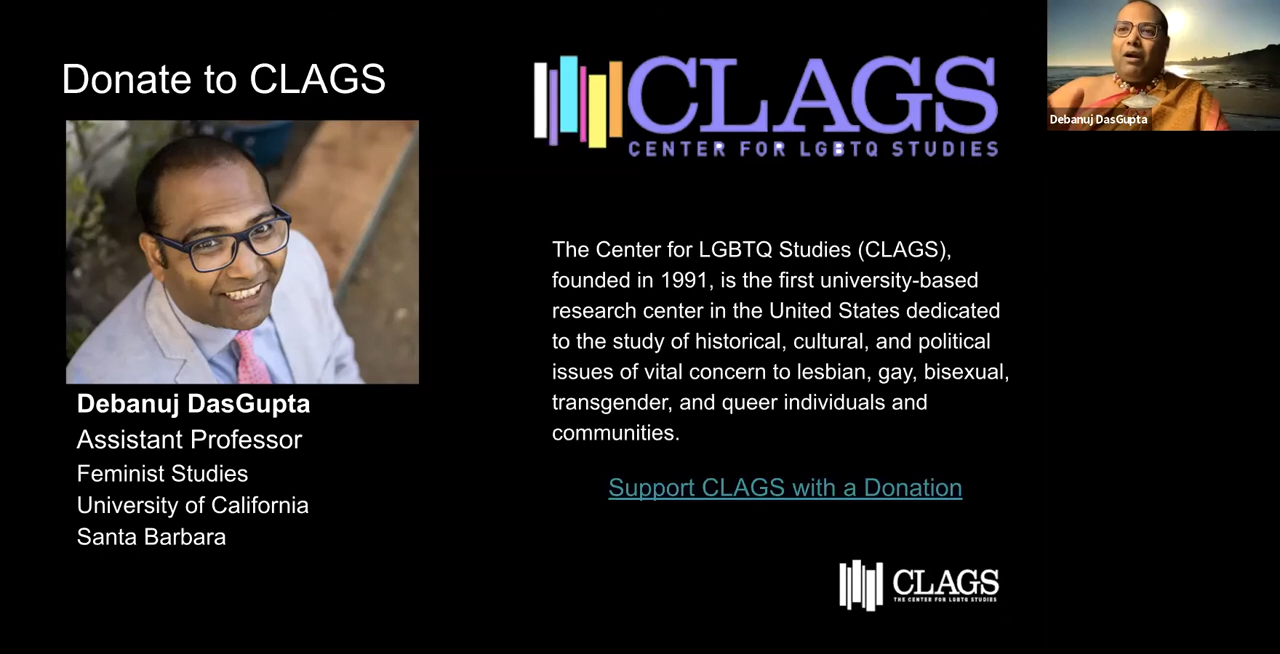 Donate to CLAGS
Debanuj DasGupta
Assistant Professor
Feminist Studies
University of California
Santa Barbara
CLAGS
CENTER FOR LGBTQ STUDIES
The Center for LGBTQ Studies (CLAGS),
founded in 1991, is the first university-based
research center in the United States dedicated
to the study of historical, cultural, and political
issues of vital concern to lesbian, gay, bisexual,
transgender, and queer individuals and
communities.
Support CLAGS with a Donation
CLAGS
THE CENTER FOR LGBTQ STUDIES
Debanuj DasGupta